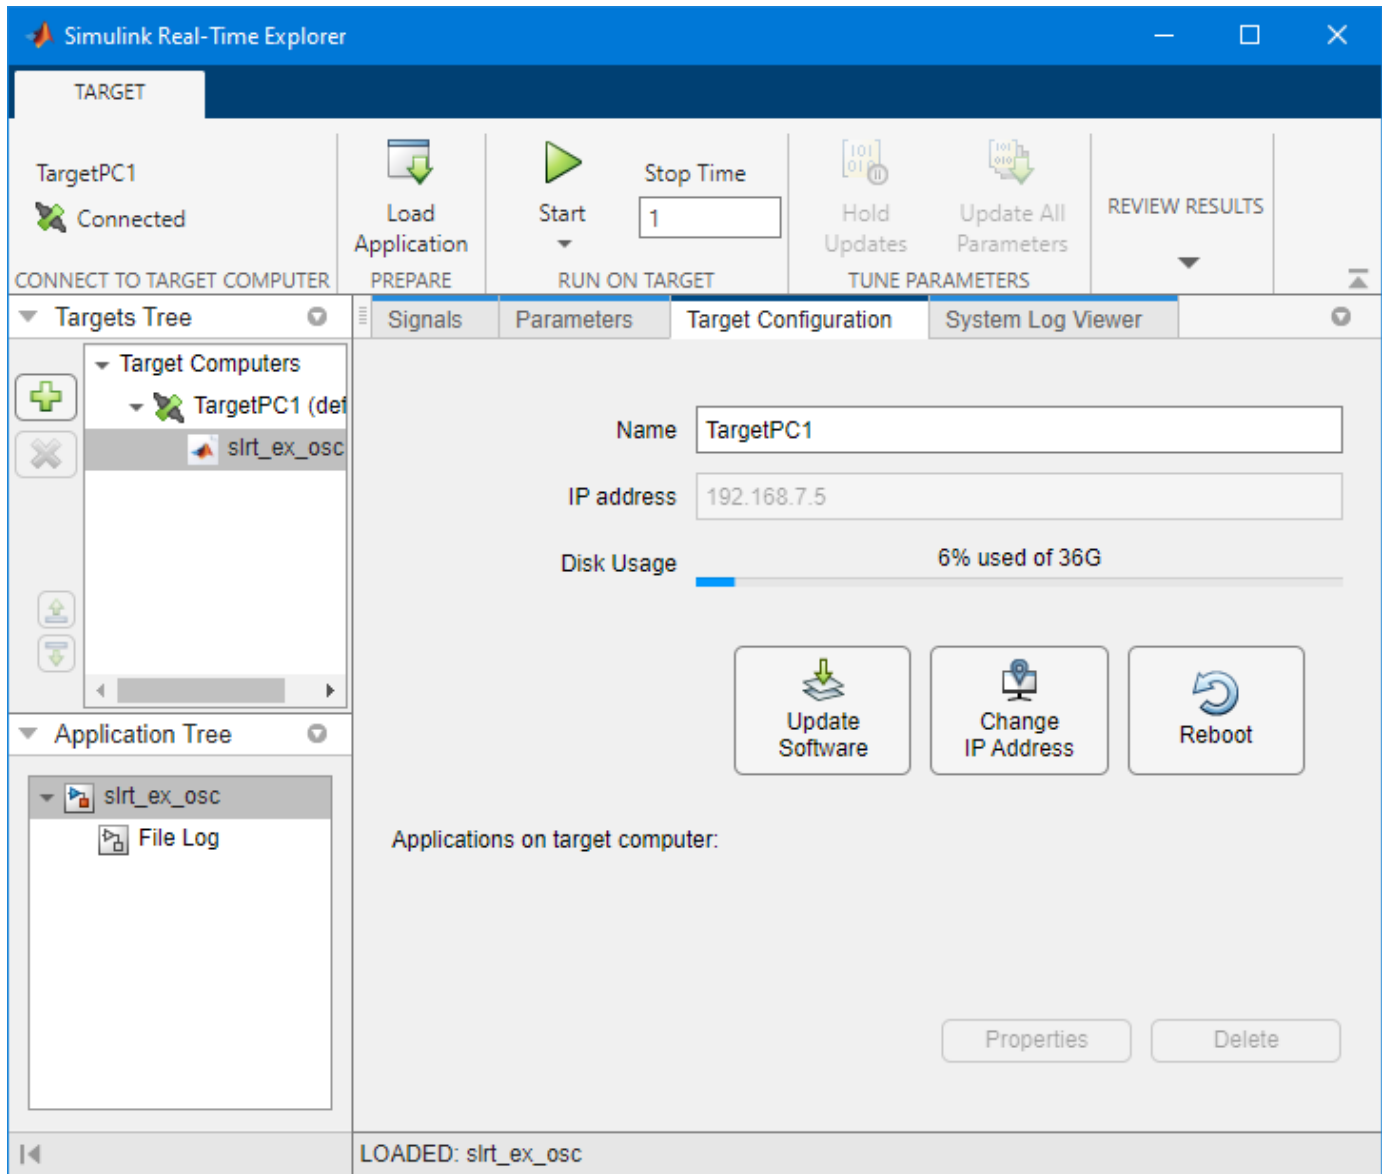 Simulink Real-Time Explorer
TARGET
TargetPC1
Connected
CONNECT TO TARGET COMPUTER
Load
Application
PREPARE
Start
Stop Time
1
RUN ON TARGET
Hold
Updates
Update All
Parameters
TUNE PARAMETERS
REVIEW RESULTS
Targets Tree
Target Computers
TargetPC1 (def
slrt_ex_osc
Application Tree
slrt_ex_osc
File Log
Signals
Parameters
Target Configuration
System Log Viewer
Name
TargetPC1
IP address
192.168.7.5
Disk Usage
6% used of 36G
Update
Software
Change
IP Address
Reboot
Applications on target computer:
Properties
Delete
LOADED: slrt_ex_osc